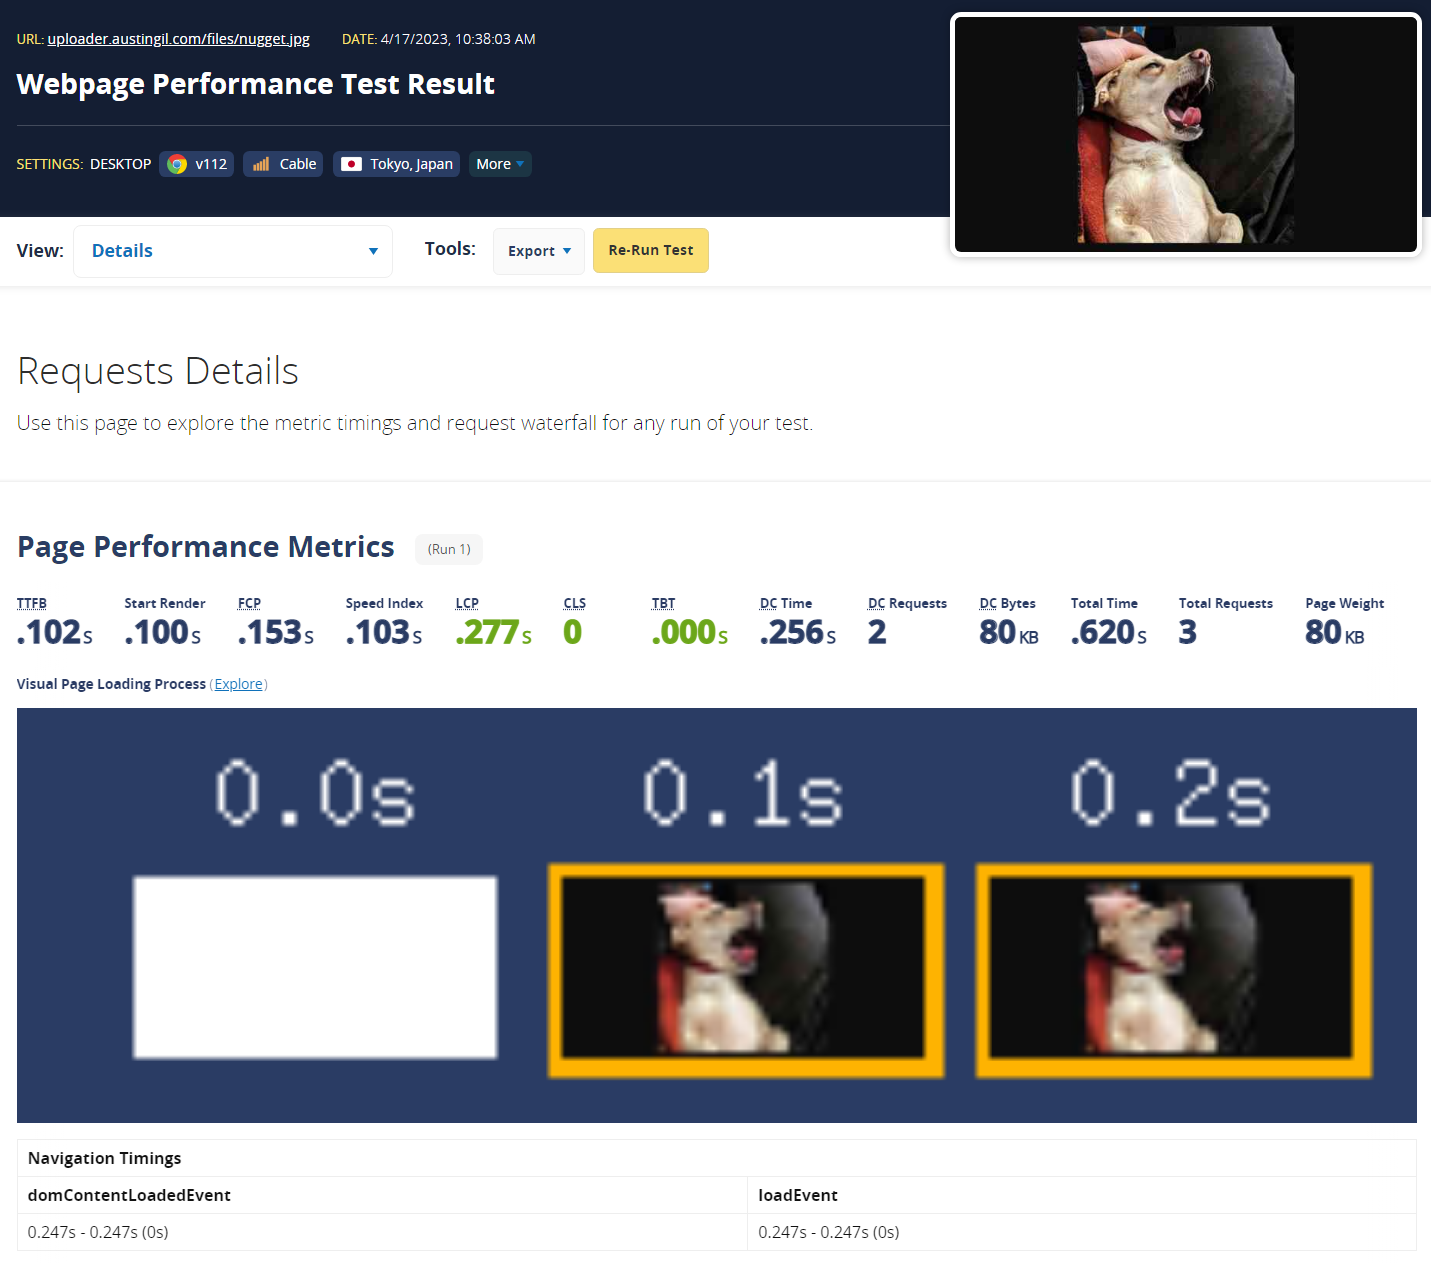 URL: uploader.austingil.com/files/nugget.jpg DATE: 4/17/2023, 10:38:03 AM
Webpage Performance Test Result
SETTINGS: DESKTOP v112 Cable Tokyo, Japan More
View: Details Tools: Export Re-Run Test
Requests Details
Use this page to explore the metric timings and request waterfall for any run of your test.
Page Performance Metrics (Run 1)
TTFB Start Render FCP Speed Index LCP CLS TBT DC Time DC Requests DC Bytes Total Time Total Requests Page Weight
.102s .100s .153s .103s .277s 0 .000s .256s 2 80KB .620s 3 80KB
Visual Page Loading Process (Explore)
0.0s 0.1s 0.2s
Navigation Timings
domContentLoadedEvent loadEvent
0.247s - 0.247s (0s) 0.247s - 0.247s (0s)